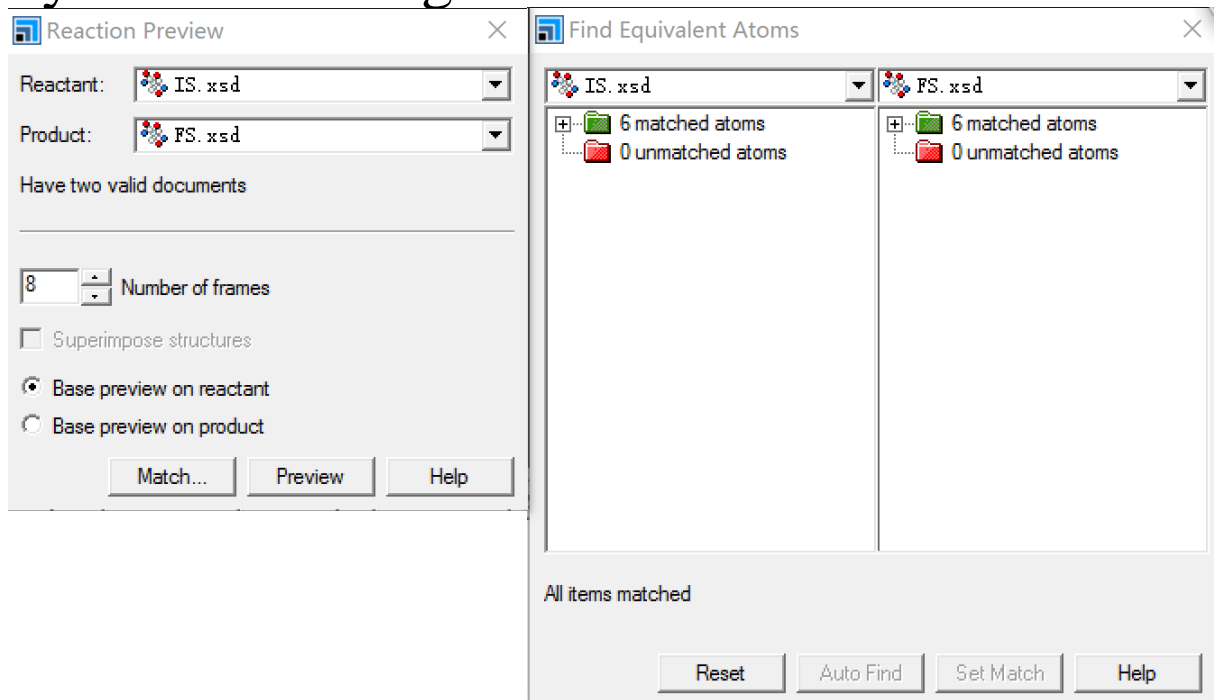 Reaction Preview
Reactant: IS.xsd
Product: FS.xsd
Have two valid documents
8 Number of frames
Superimpose structures
Base preview on reactant
Base preview on product
Match... Preview Help
Find Equivalent Atoms
IS.xsd FS.xsd
6 matched atoms 6 matched atoms
0 unmatched atoms 0 unmatched atoms
All items matched
Reset Auto Find Set Match Help